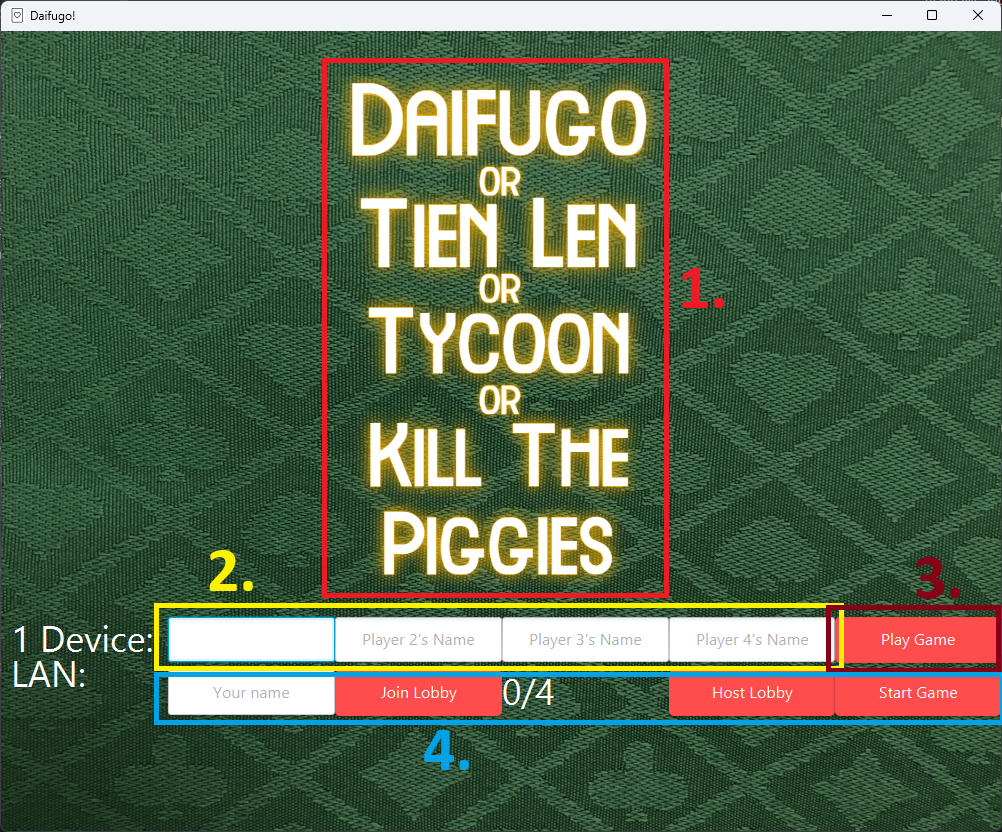 Daifugo!
DAIFUGO
OR
TIEN LEN
OR
TYCOON
OR
KILL THE
PIGGIES
1.
2.
3.
1 Device: Player 2's Name Player 3's Name Player 4's Name Play Game
LAN: Your name Join Lobby 0/4 Host Lobby Start Game
4.